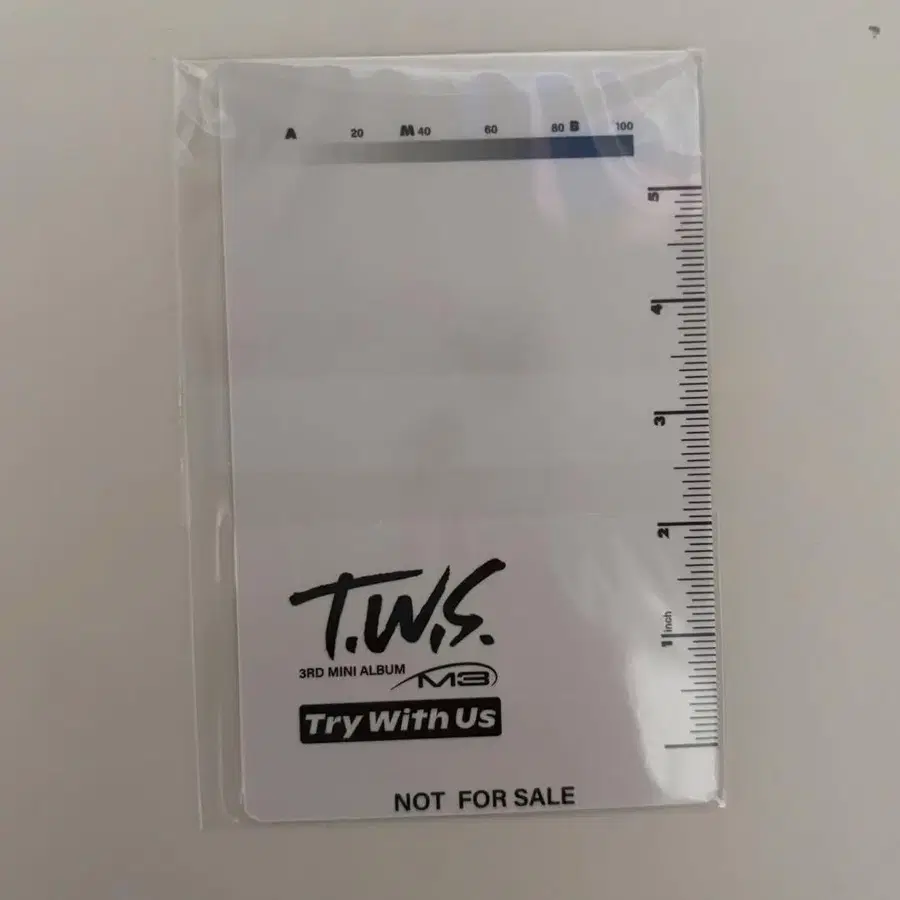 A 20 M 40 60 80 B 100
5
4
3
2
1 inch
T.W.S.
3RD MINI ALBUM M3
Try With Us
NOT FOR SALE